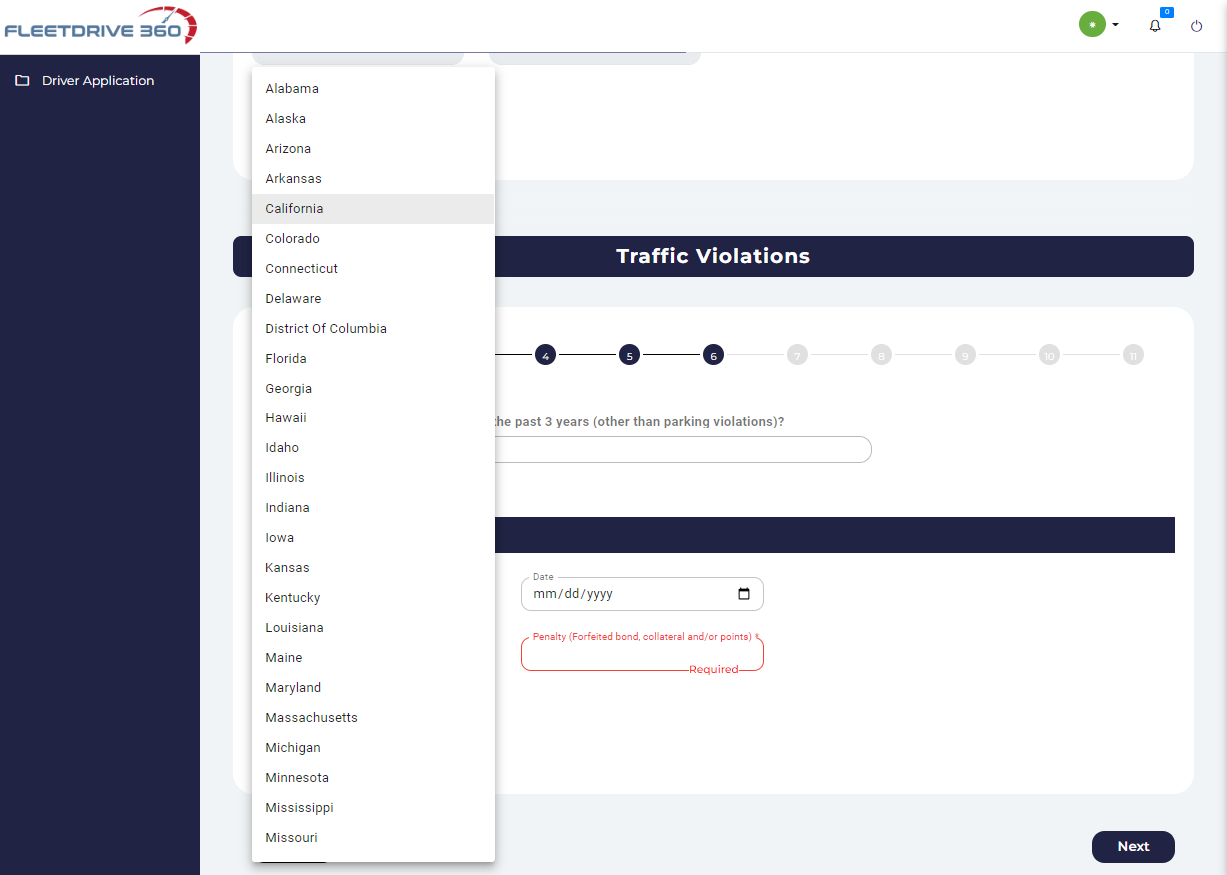 FLEETDRIVE 360
0
Driver Application
Alabama
Alaska
Arizona
Arkansas
California
Colorado
Connecticut
Delaware
District Of Columbia
Florida
Georgia
Hawaii
Idaho
Illinois
Indiana
Iowa
Kansas
Kentucky
Louisiana
Maine
Maryland
Massachusetts
Michigan
Minnesota
Mississippi
Missouri
Traffic Violations
4 5 6 7 8 9 10 11
the past 3 years (other than parking violations)?
Date
mm/dd/yyyy
Penalty (Forfeited bond, collateral and/or points) *
Required
Next